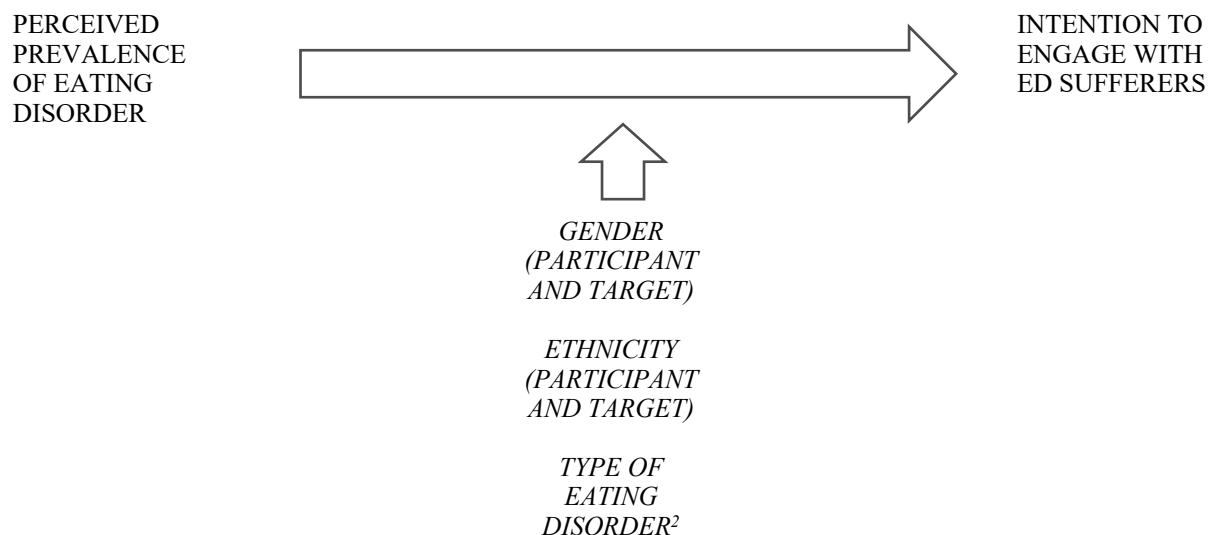 PERCEIVED
PREVALENCE
OF EATING
DISORDER
INTENTION TO
ENGAGE WITH
ED SUFFERERS
GENDER
(PARTICIPANT
AND TARGET)
ETHNICITY
(PARTICIPANT
AND TARGET)
TYPE OF
EATING
DISORDER²